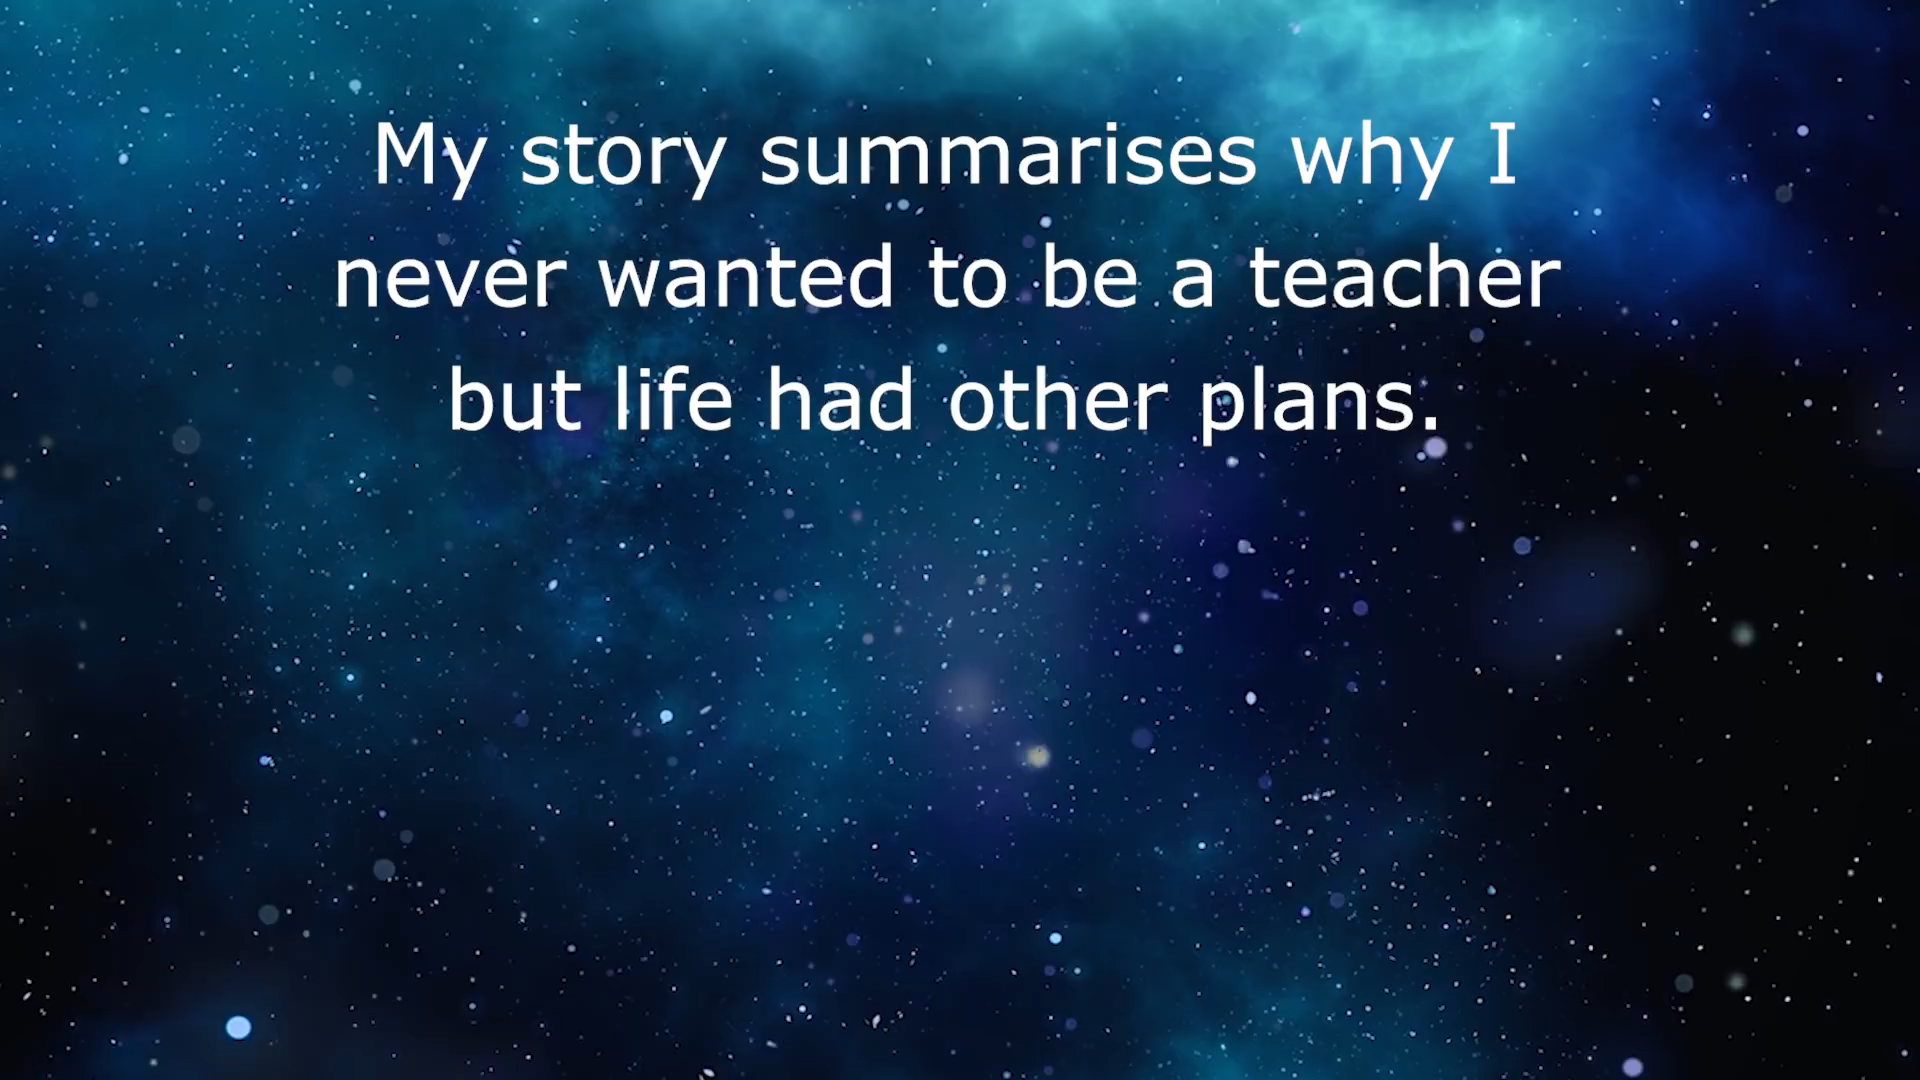 My story summarises why I
never wanted to be a teacher
but life had other plans.